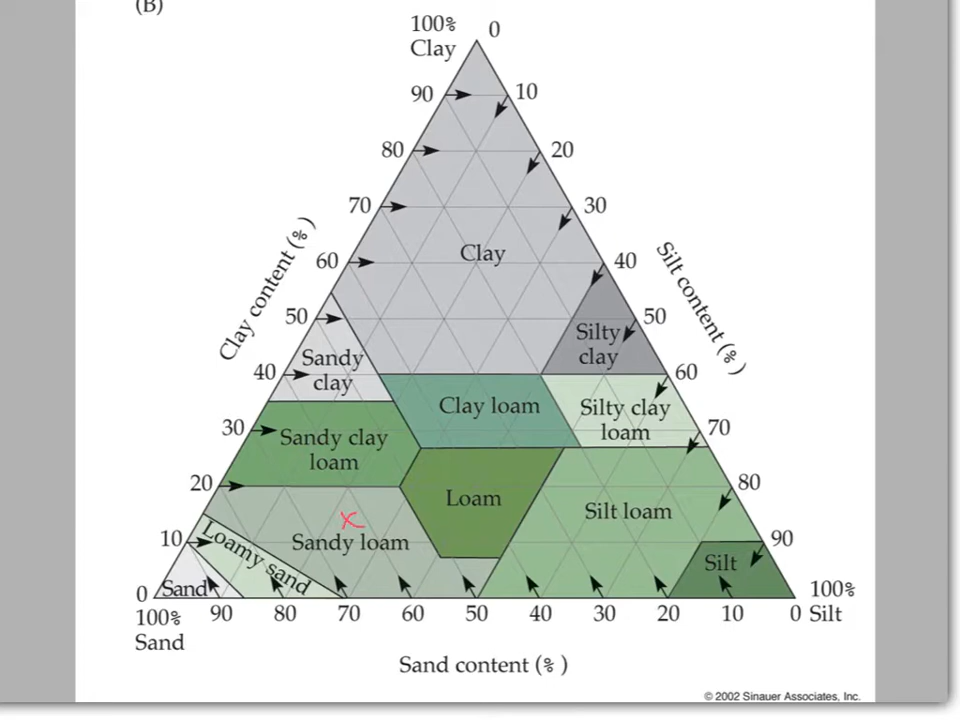 (B)
100%
Clay
0
90
10
80
20
70
30
Clay
60
40
Clay content (%)
Silt content (%)
50
50
Silty
clay
Sandy
clay
40
60
Clay loam
Silty clay
loam
30
70
Sandy clay
loam
20
80
Loam
Silt loam
10
90
Sandy loam
Loamy sand
Silt
Sand
0
100%
Silt
100%
Sand
90
80
70
60
50
40
30
20
10
0
Sand content (%)
© 2002 Sinauer Associates, Inc.